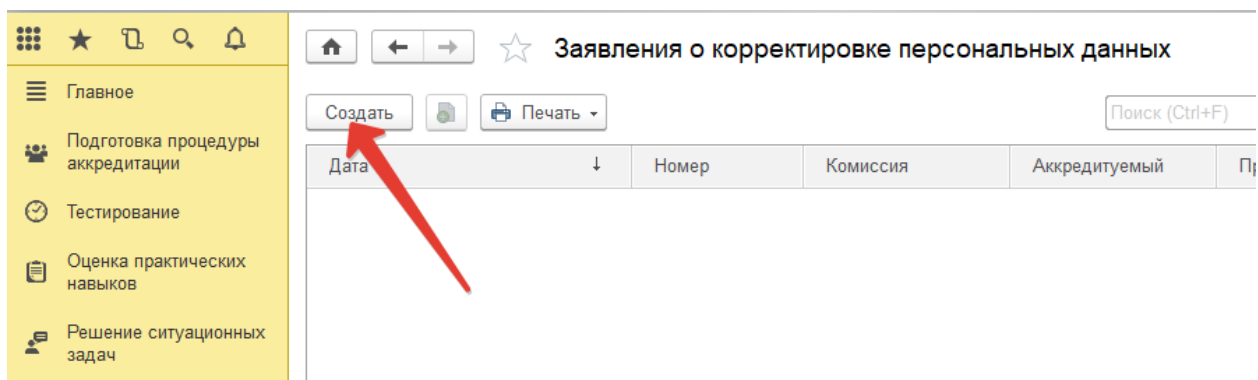 Заявления о корректировке персональных данных
Главное
Создать
Печать
Поиск (Ctrl+F)
Подготовка процедуры
аккредитации
Дата
Номер
Комиссия
Аккредитуемый
Тестирование
Оценка практических
навыков
Решение ситуационных
задач